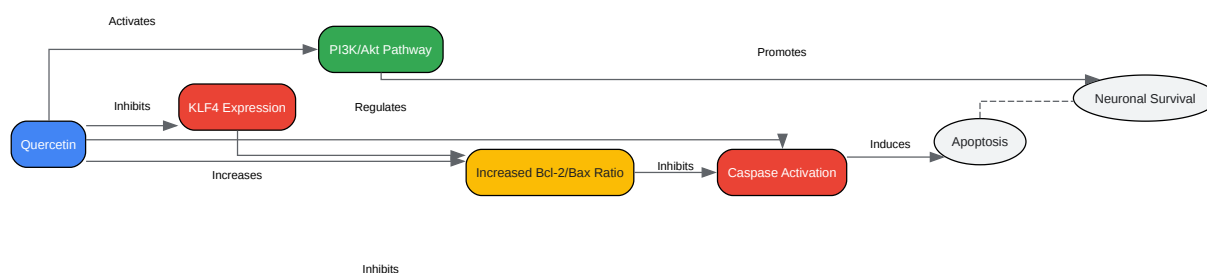 Activates
PI3K/Akt Pathway
Promotes
Neuronal Survival
Inhibits
KLF4 Expression
Regulates
Quercetin
Increases
Increased Bcl-2/Bax Ratio
Inhibits
Caspase Activation
Induces
Apoptosis
Inhibits